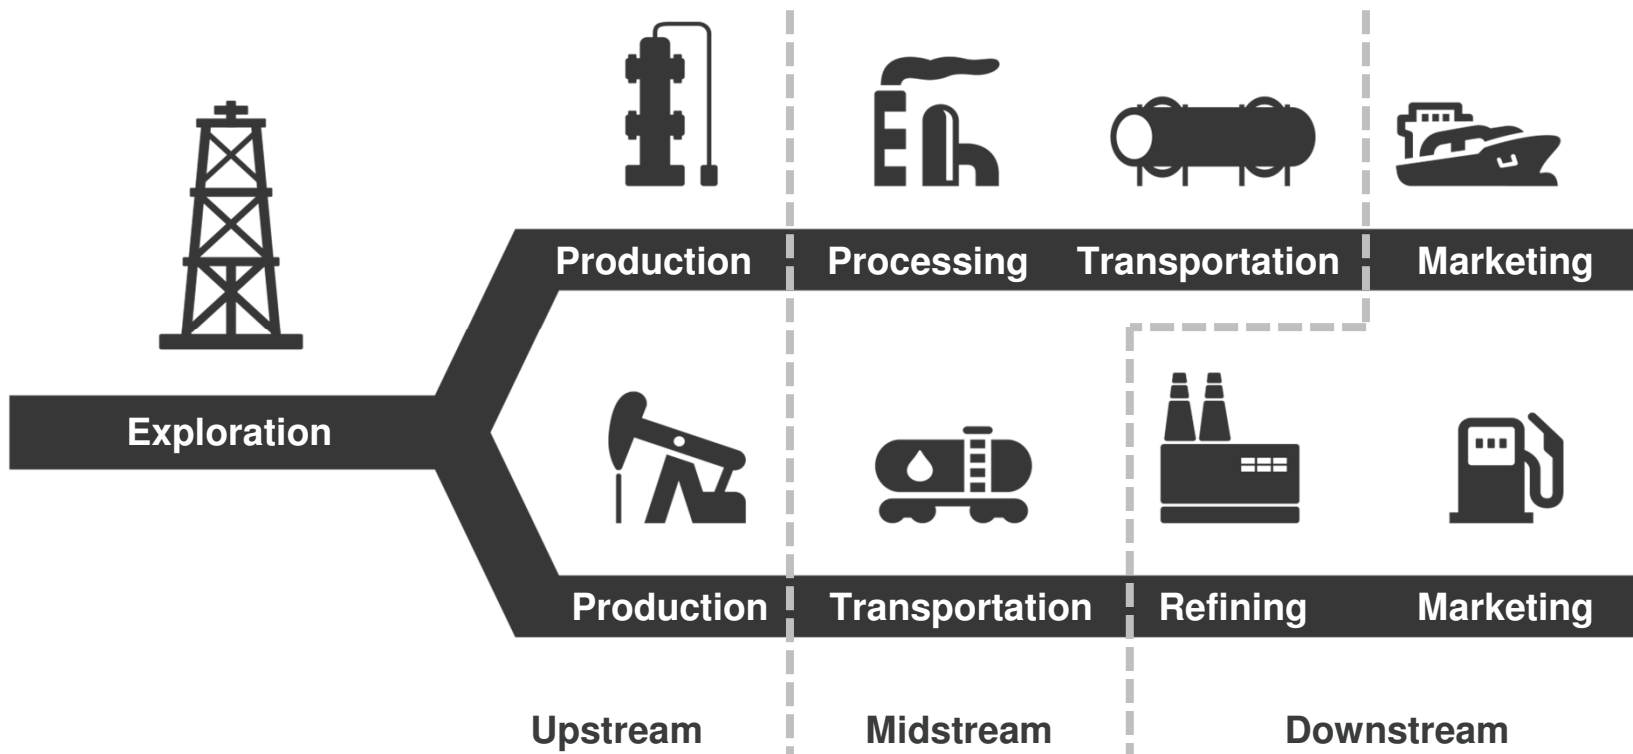 Production Processing Transportation Marketing
Exploration
Production Transportation Refining Marketing
Upstream Midstream Downstream